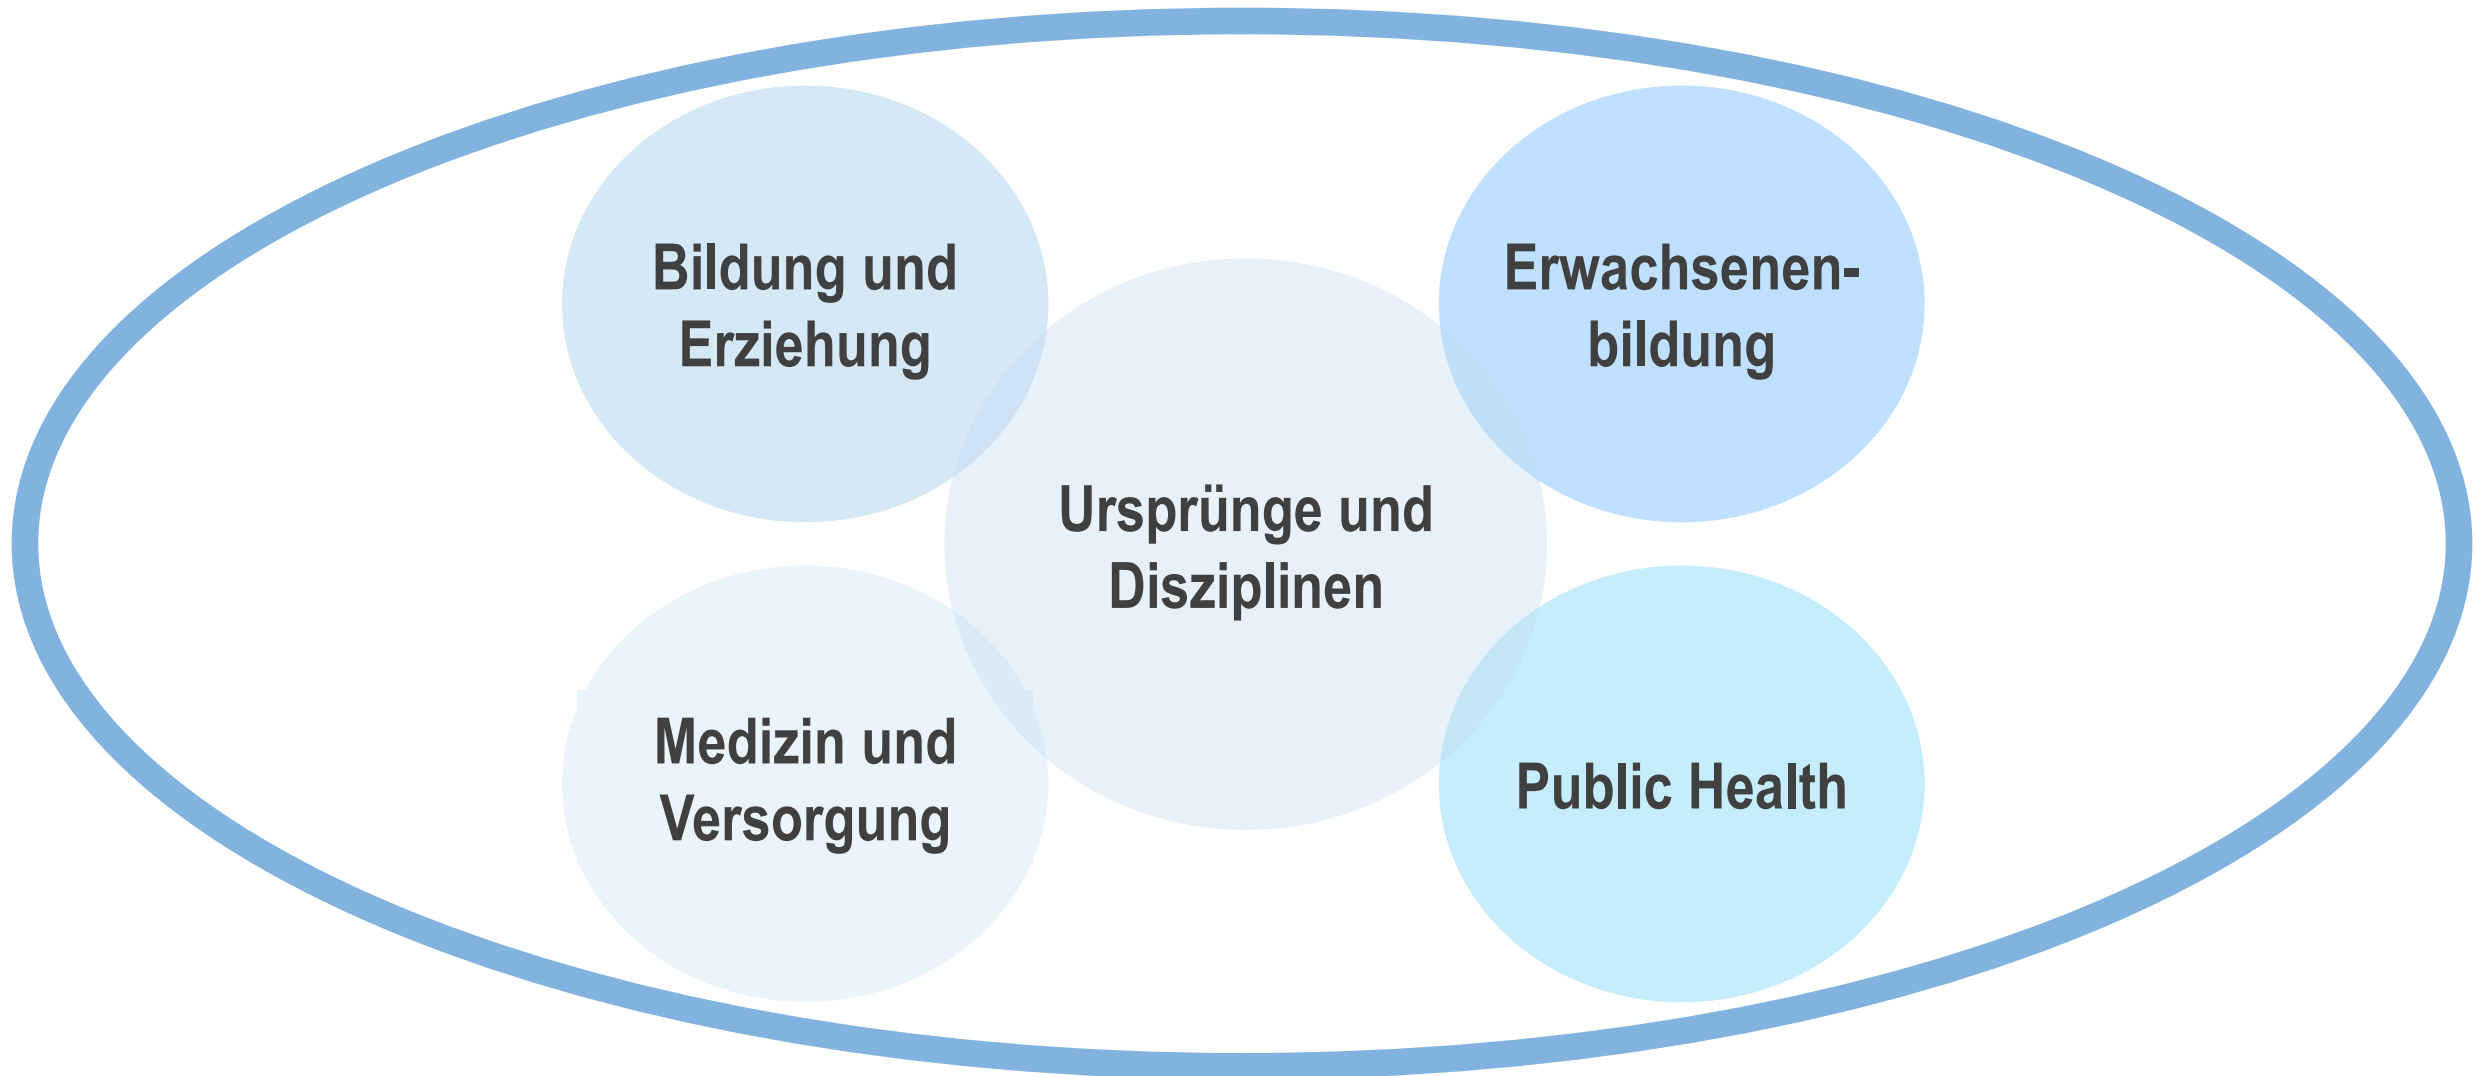 Bildung und
Erziehung
Erwachsenen-
bildung
Ursprünge und
Disziplinen
Medizin und
Versorgung
Public Health